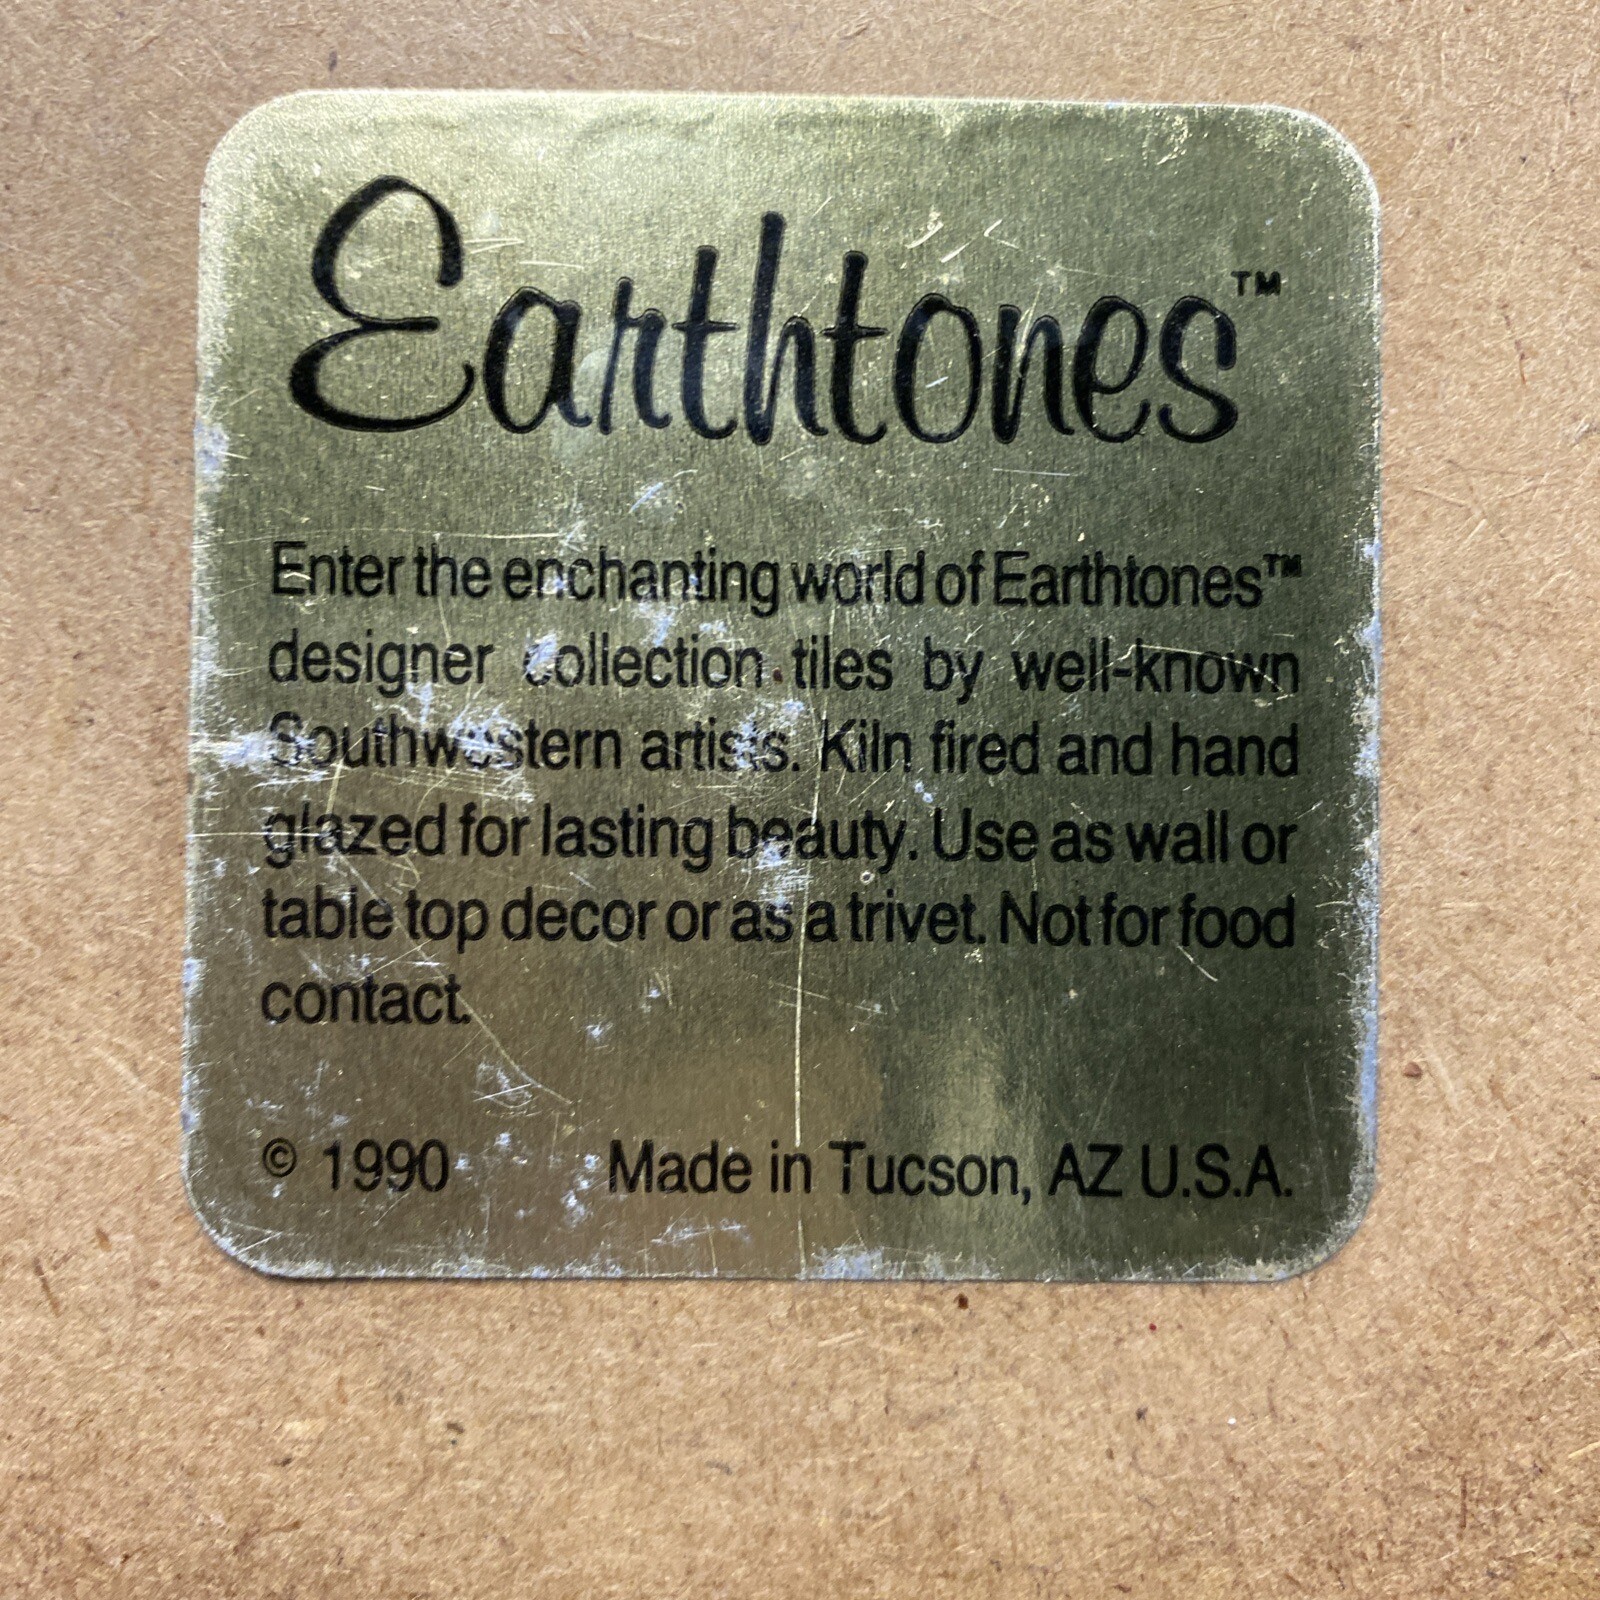 Earthtones™
Enter the enchanting world of Earthtones™
designer collection tiles by well-known
Southwestern artists. Kiln fired and hand
glazed for lasting beauty. Use as wall or
table top decor or as a trivet. Not for food
contact.
© 1990 Made in Tucson, AZ U.S.A.